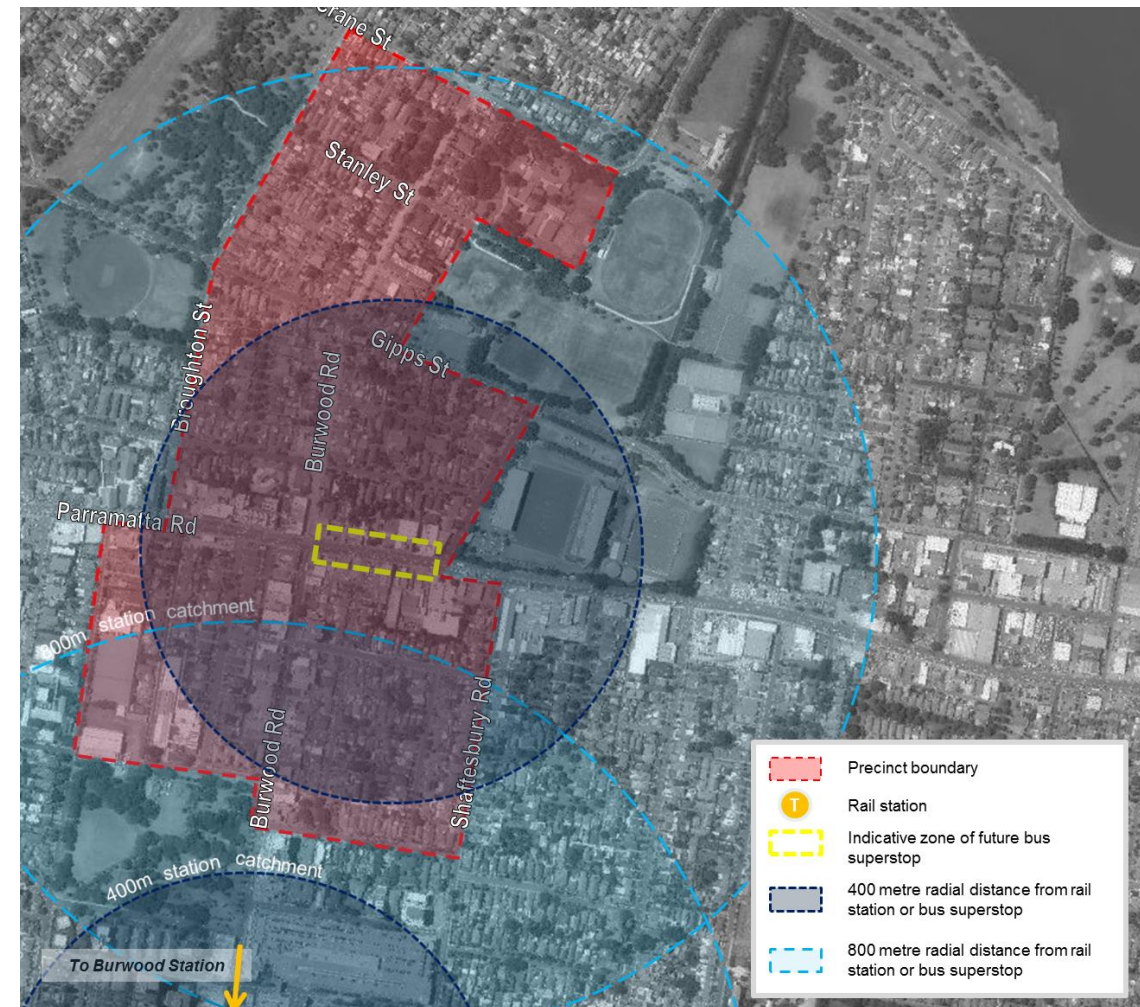 Crane St
Stanley St
Gipps St
Broughton St
Burwood Rd
Parramatta Rd
800m station catchment
Shaftesbury Rd
Burwood Rd
400m station catchment
To Burwood Station
Precinct boundary
T
Rail station
Indicative zone of future bus
superstop
400 metre radial distance from rail
station or bus superstop
800 metre radial distance from rail
station or bus superstop